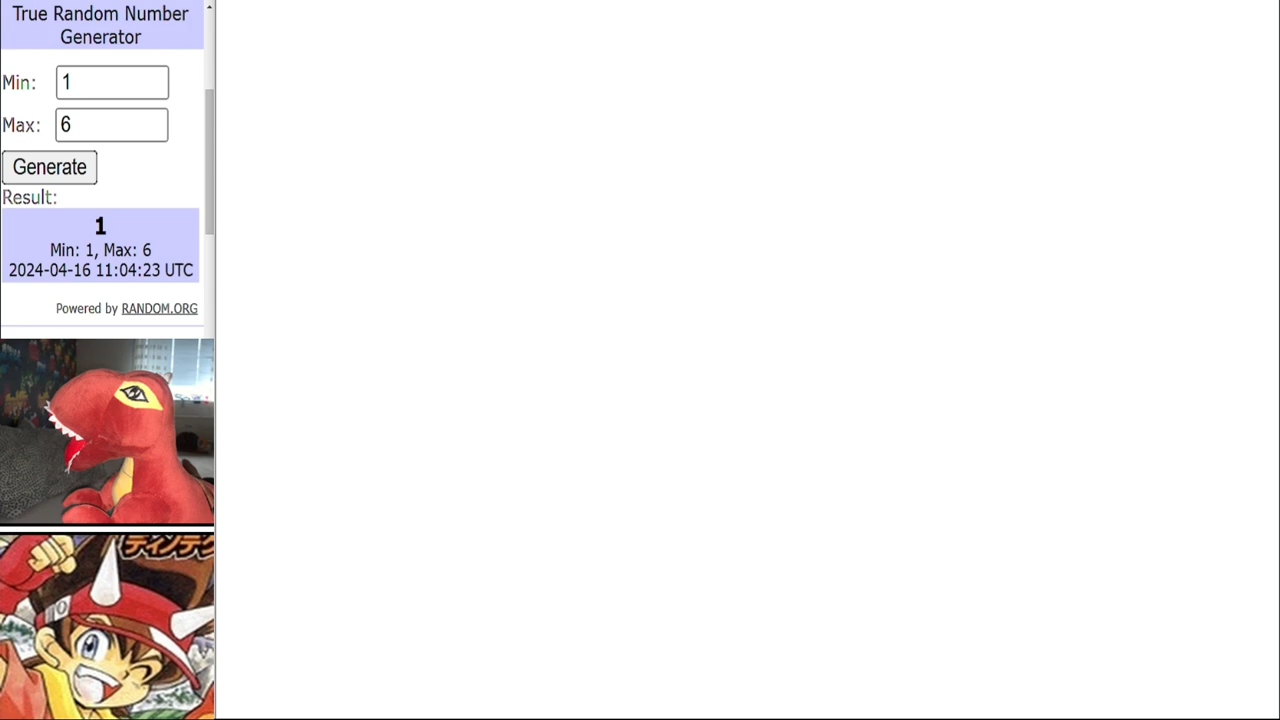 True Random Number
Generator
Min: 1
Max: 6
Generate
Result:
1
Min: 1, Max: 6
2024-04-16 11:04:23 UTC
Powered by RANDOM.ORG